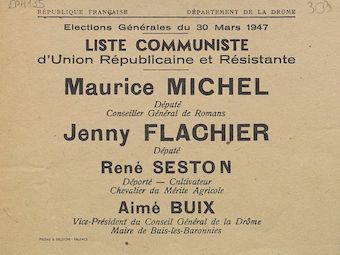 EPH135
309
RÉPUBLIQUE FRANÇAISE DÉPARTEMENT DE LA DROME
Elections Générales du 30 Mars 1947
LISTE COMMUNISTE
d'Union Républicaine et Résistante
Maurice MICHEL
Député
Conseiller Général de Romans
Jenny FLACHIER
Député
René SESTON
Déporté — Cultivateur
Chevalier du Mérite Agricole
Aimé BUIX
Vice-Président du Conseil Général de la Drôme
Maire de Buis-les-Baronnies